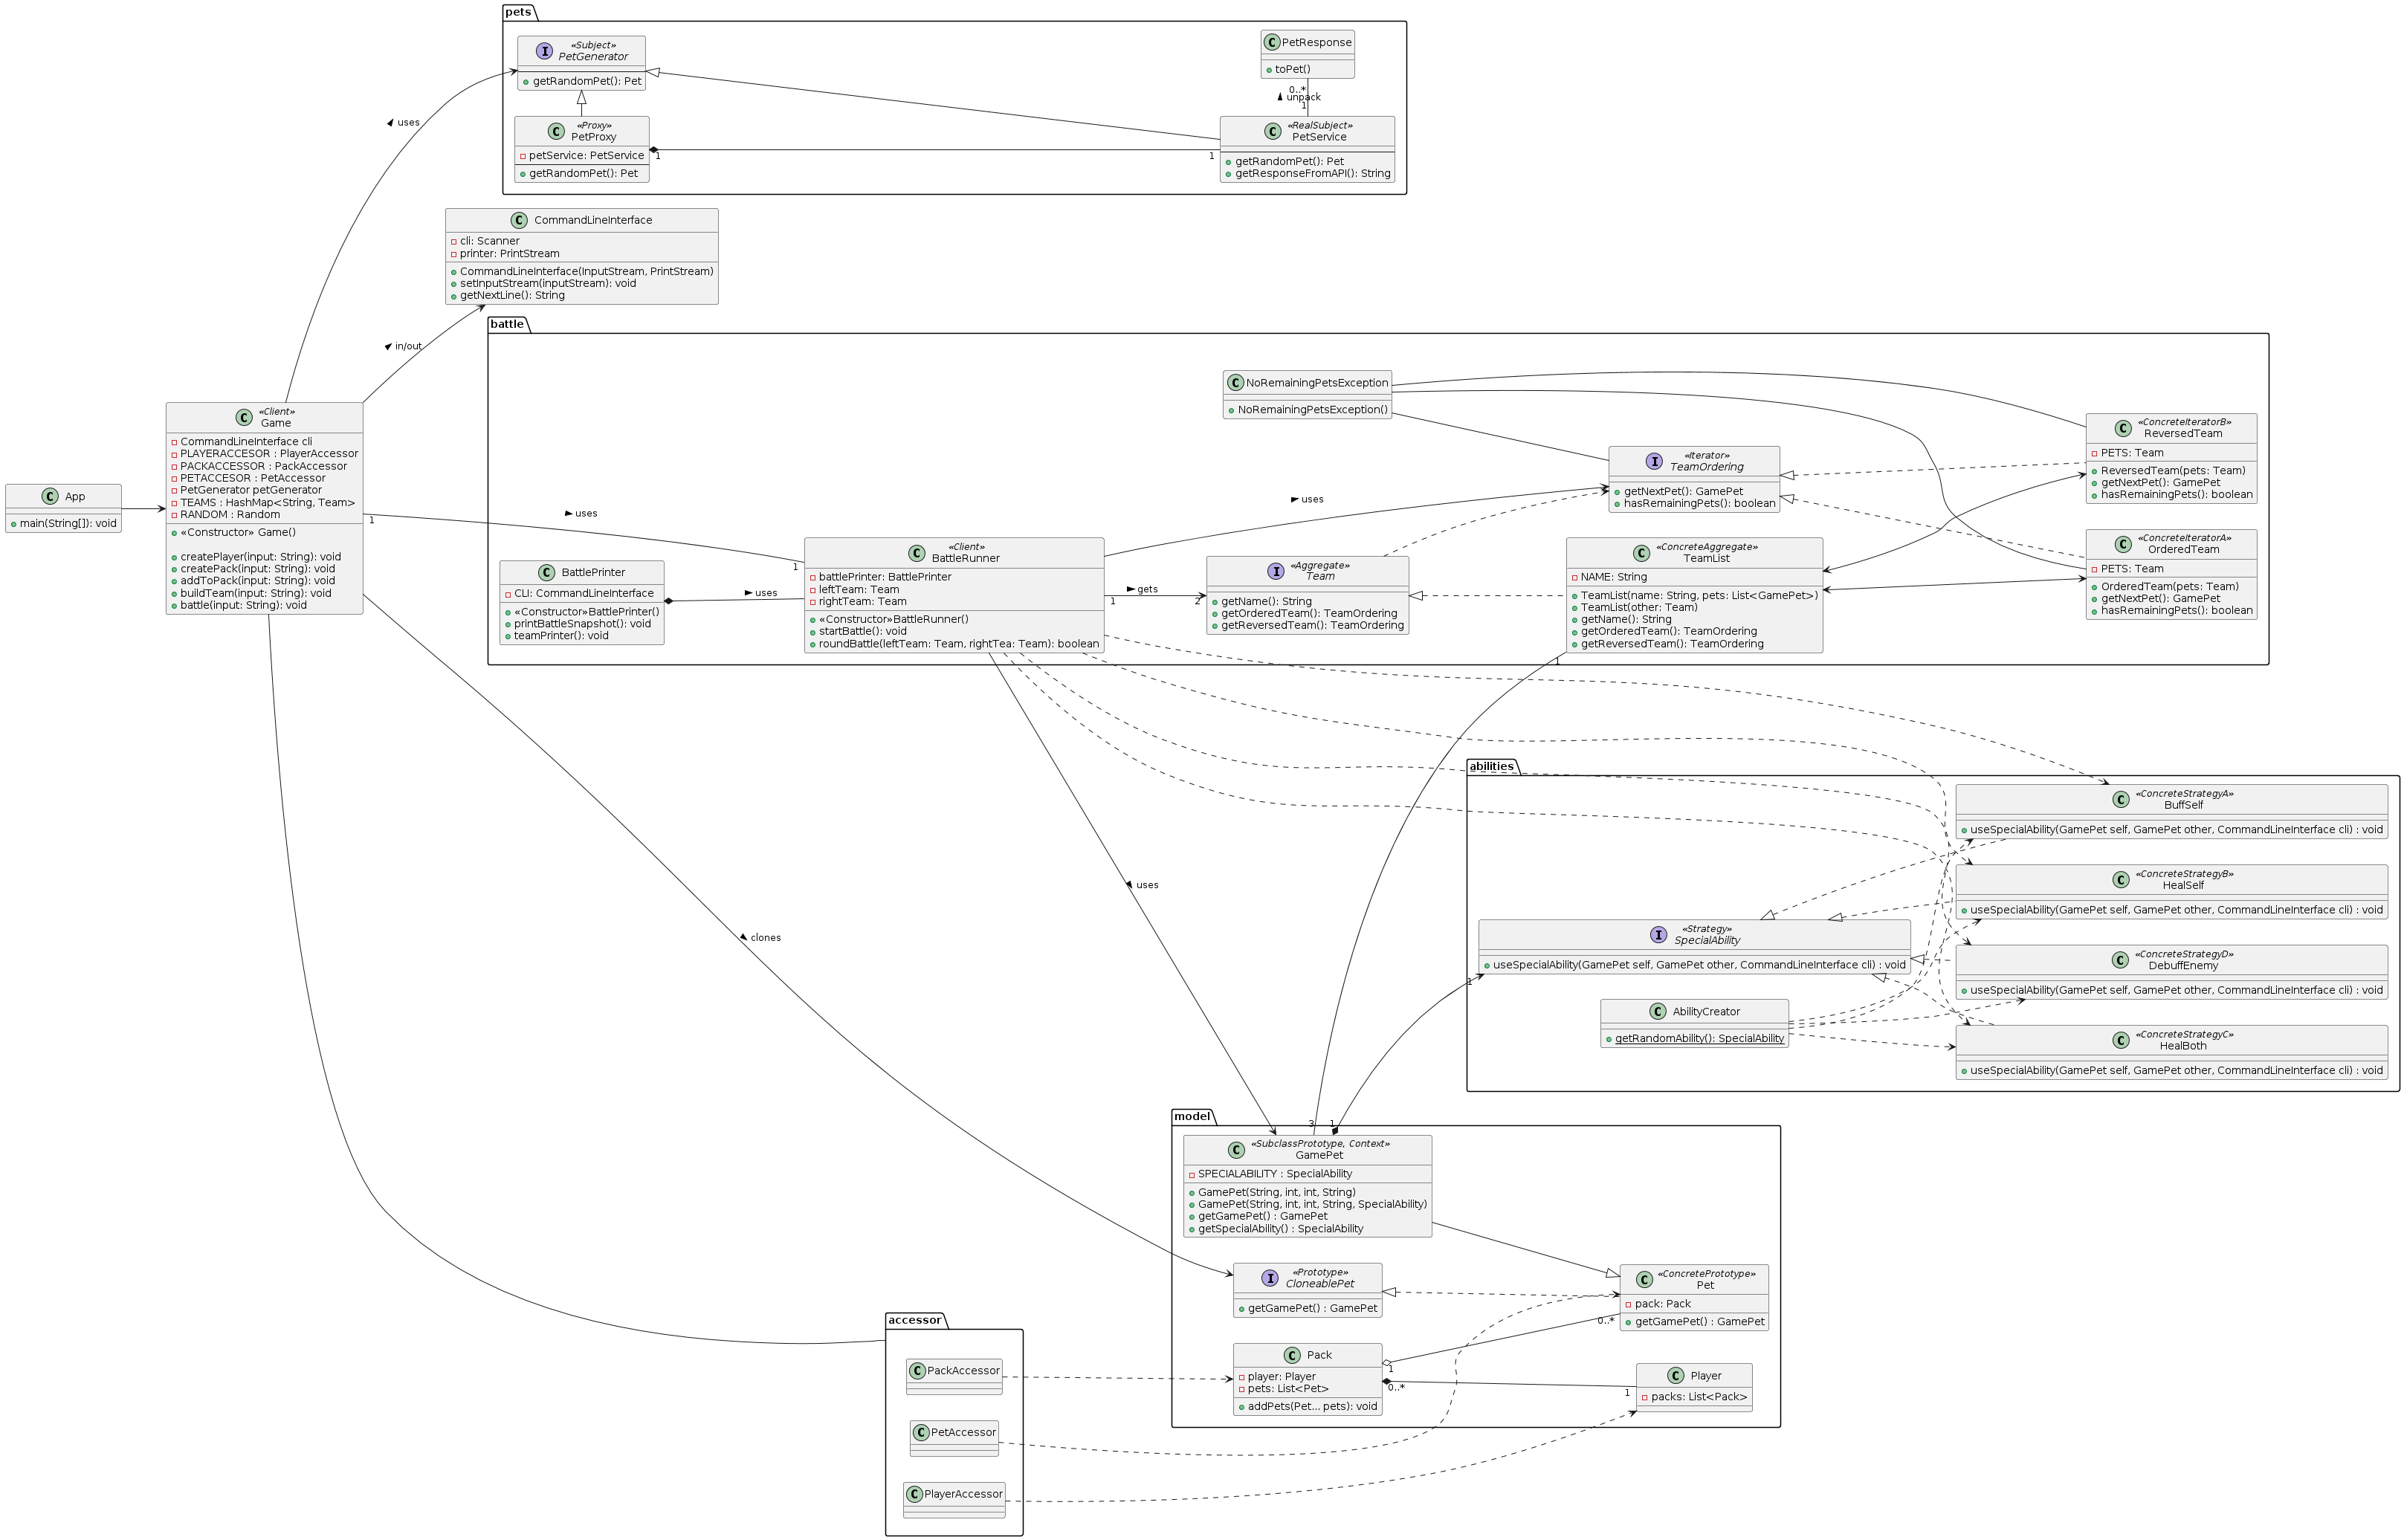 pets
«Subject»
PetGenerator
getRandomPet(): Pet
PetResponse
toPet()
0..*
unpack
1
«Proxy»
PetProxy
petService: PetService
getRandomPet(): Pet
1
1
«RealSubject»
PetService
getRandomPet(): Pet
getResponseFromAPI(): String
uses
CommandLineInterface
cli: Scanner
printer: PrintStream
CommandLineInterface(InputStream, PrintStream)
setInputStream(inputStream): void
getNextLine(): String
in/out
App
main(String[]): void
«Client»
Game
CommandLineInterface cli
PLAYERACCESOR : PlayerAccessor
PACKACCESSOR : PackAccessor
PETACCESOR : PetAccessor
PetGenerator petGenerator
TEAMS : HashMap<String, Team>
RANDOM : Random
«Constructor» Game()
createPlayer(input: String): void
createPack(input: String): void
addToPack(input: String): void
buildTeam(input: String): void
battle(input: String): void
1
uses
1
battle
NoRemainingPetsException
NoRemainingPetsException()
«Iterator»
TeamOrdering
getNextPet(): GamePet
hasRemainingPets(): boolean
«ConcreteIteratorB»
ReversedTeam
PETS: Team
ReversedTeam(pets: Team)
getNextPet(): GamePet
hasRemainingPets(): boolean
uses
BattlePrinter
CLI: CommandLineInterface
«Constructor»BattlePrinter()
printBattleSnapshot(): void
teamPrinter(): void
uses
«Client»
BattleRunner
battlePrinter: BattlePrinter
leftTeam: Team
rightTeam: Team
«Constructor»BattleRunner()
startBattle(): void
roundBattle(leftTeam: Team, rightTea: Team): boolean
gets
1
2
«Aggregate»
Team
getName(): String
getOrderedTeam(): TeamOrdering
getReversedTeam(): TeamOrdering
«ConcreteAggregate»
TeamList
NAME: String
TeamList(name: String, pets: List<GamePet>)
TeamList(other: Team)
getName(): String
getOrderedTeam(): TeamOrdering
getReversedTeam(): TeamOrdering
1
«ConcreteIteratorA»
OrderedTeam
PETS: Team
OrderedTeam(pets: Team)
getNextPet(): GamePet
hasRemainingPets(): boolean
abilities
«ConcreteStrategyA»
BuffSelf
useSpecialAbility(GamePet self, GamePet other, CommandLineInterface cli) : void
«ConcreteStrategyB»
HealSelf
useSpecialAbility(GamePet self, GamePet other, CommandLineInterface cli) : void
«Strategy»
SpecialAbility
useSpecialAbility(GamePet self, GamePet other, CommandLineInterface cli) : void
1
«ConcreteStrategyD»
DebuffEnemy
useSpecialAbility(GamePet self, GamePet other, CommandLineInterface cli) : void
AbilityCreator
getRandomAbility(): SpecialAbility
«ConcreteStrategyC»
HealBoth
useSpecialAbility(GamePet self, GamePet other, CommandLineInterface cli) : void
uses
clones
model
3
1
«SubclassPrototype, Context»
GamePet
SPECIALABILITY : SpecialAbility
GamePet(String, int, int, String)
GamePet(String, int, int, String, SpecialAbility)
getGamePet() : GamePet
getSpecialAbility() : SpecialAbility
«Prototype»
CloneablePet
getGamePet() : GamePet
«ConcretePrototype»
Pet
pack: Pack
getGamePet() : GamePet
0..*
Pack
player: Player
pets: List<Pet>
addPets(Pet... pets): void
1
0..*
1
Player
packs: List<Pack>
accessor
PackAccessor
PetAccessor
PlayerAccessor